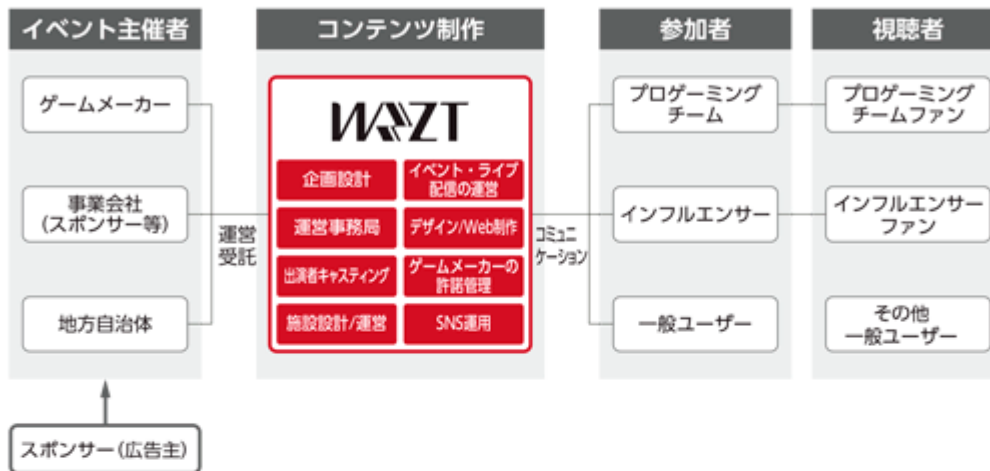 イベント主催者
ゲームメーカー
事業会社
(スポンサー等)
地方自治体
スポンサー(広告主)
運営
受託
コンテンツ制作
WRZT
企画設計
イベント・ライブ
配信の運営
運営事務局
デザイン/Web制作
出演者キャスティング
ゲームメーカーの
許諾管理
施設設計/運営
SNS運用
コミュニ
ケーション
参加者
プロゲーミング
チーム
インフルエンサー
一般ユーザー
視聴者
プロゲーミング
チームファン
インフルエンサー
ファン
その他
一般ユーザー